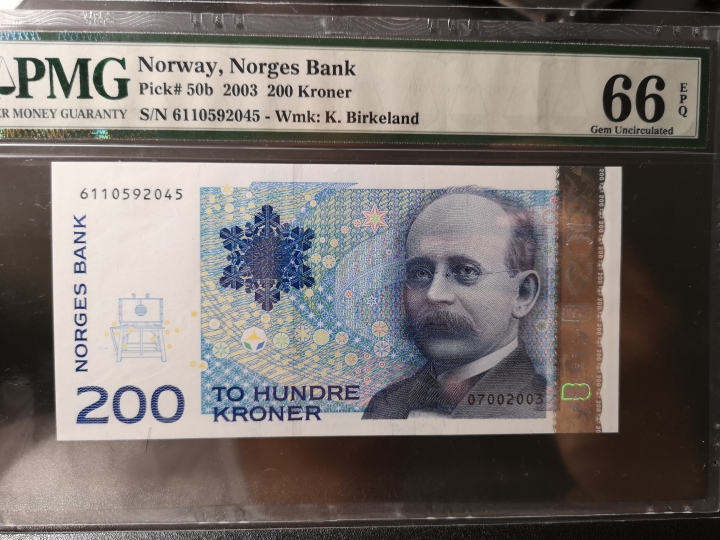 PMG
ER MONEY GUARANTY
Norway, Norges Bank
Pick# 50b 2003 200 Kroner
S/N 6110592045 - Wmk: K. Birkeland
66
EPQ
Gem Uncirculated
6110592045
NORGES BANK
200
TO HUNDRE
KRONER
07002003